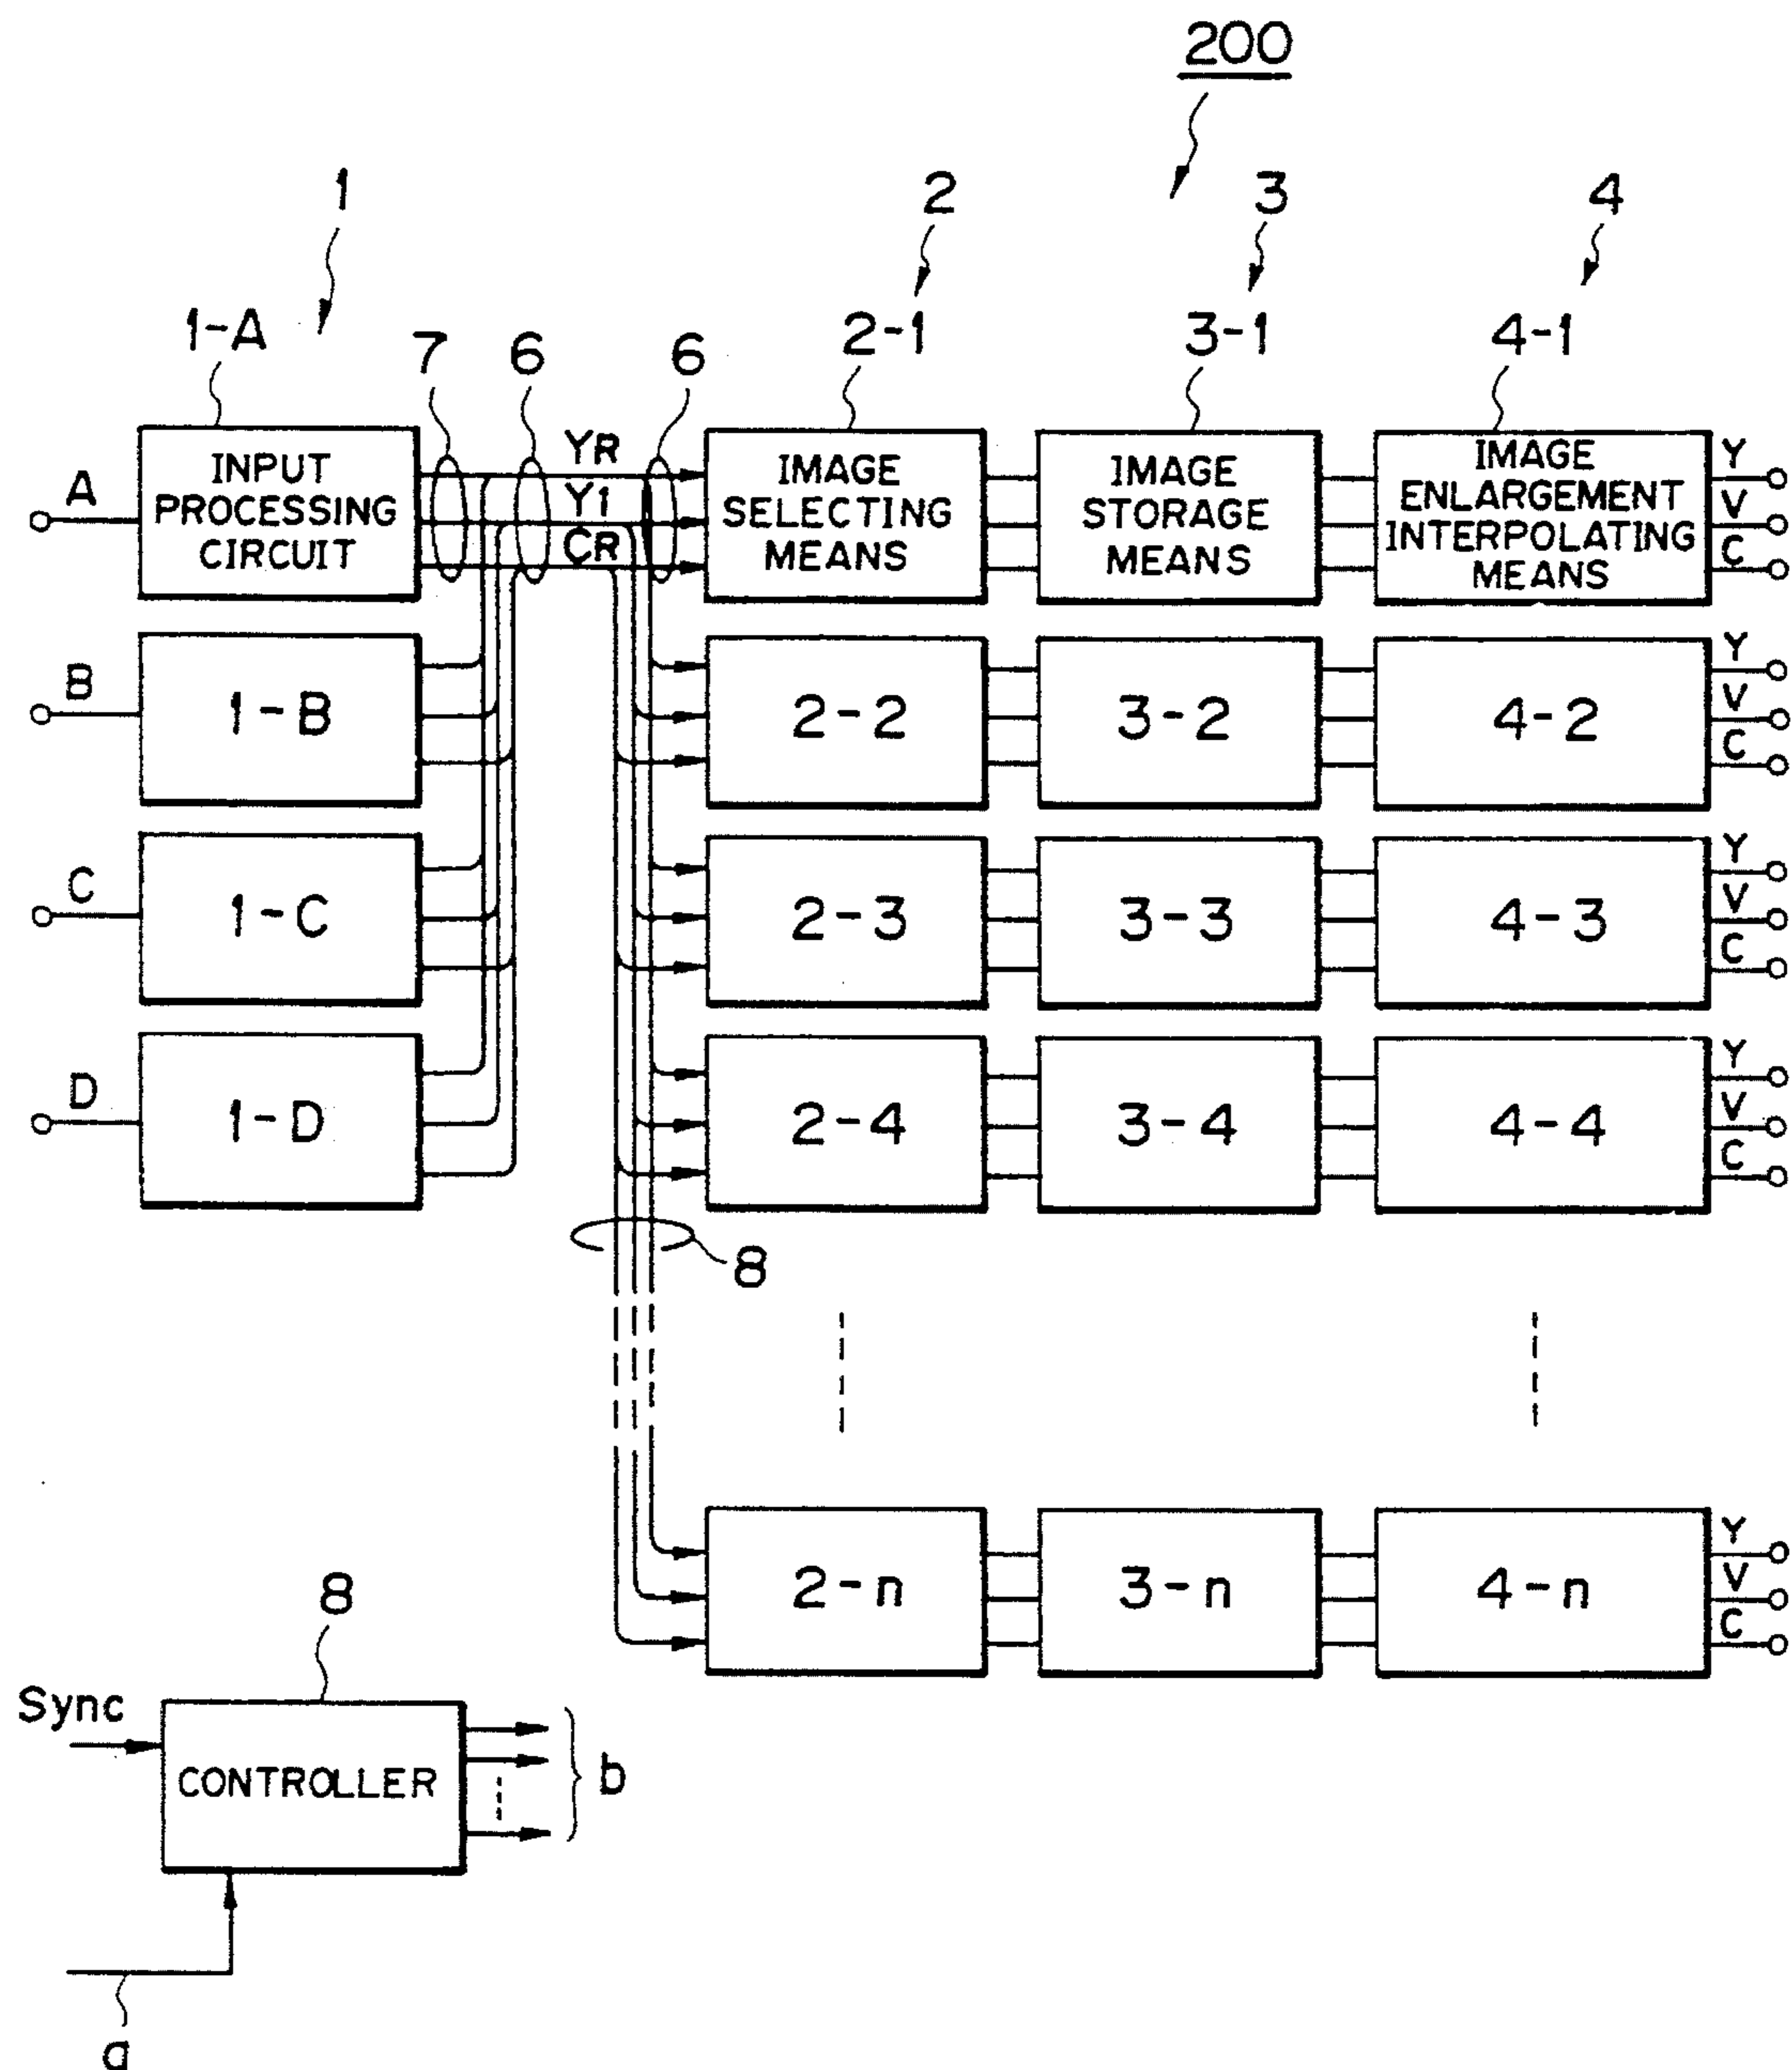 200
1
2
3
4
1-A
7
6
6
2-1
3-1
4-1
A
INPUT
PROCESSING
CIRCUIT
YR
Y1
CR
IMAGE
SELECTING
MEANS
IMAGE
STORAGE
MEANS
IMAGE
ENLARGEMENT
INTERPOLATING
MEANS
Y
V
C
B
1-B
2-2
3-2
4-2
Y
V
C
C
1-C
2-3
3-3
4-3
Y
V
C
D
1-D
2-4
3-4
4-4
Y
V
C
8
2-n
3-n
4-n
Y
V
C
8
Sync
CONTROLLER
b
a